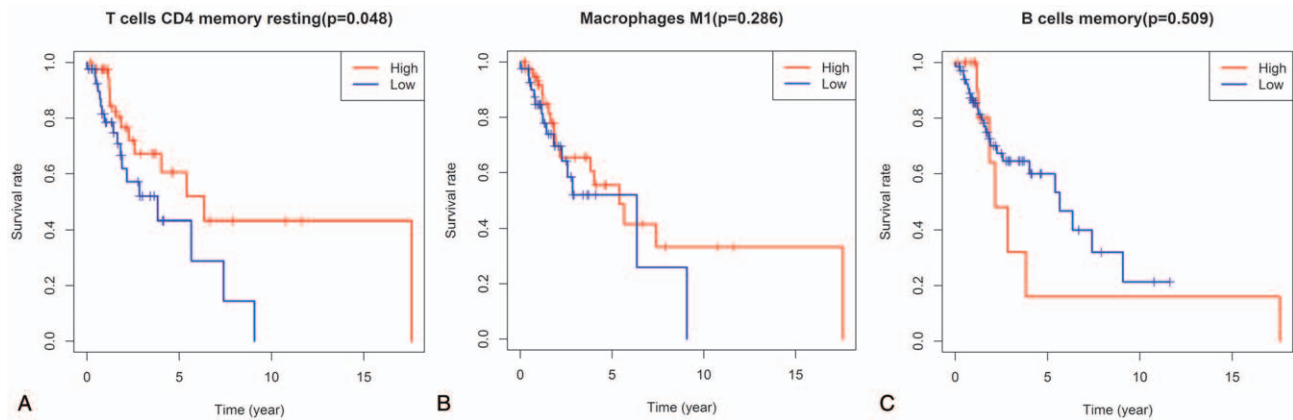 T cells CD4 memory resting(p=0.048)
Survival rate
1.0
0.8
0.6
0.4
0.2
0.0
High
Low
0 5 10 15
Time (year)
A
Macrophages M1(p=0.286)
Survival rate
1.0
0.8
0.6
0.4
0.2
0.0
High
Low
0 5 10 15
Time (year)
B
B cells memory(p=0.509)
Survival rate
1.0
0.8
0.6
0.4
0.2
0.0
High
Low
0 5 10 15
Time (year)
C